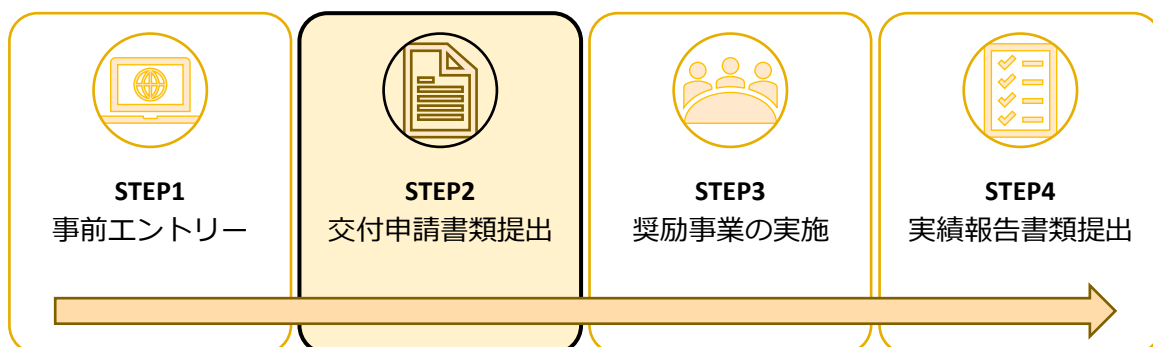 STEP1
事前エントリー
STEP2
交付申請書類提出
STEP3
奨励事業の実施
STEP4
実績報告書類提出